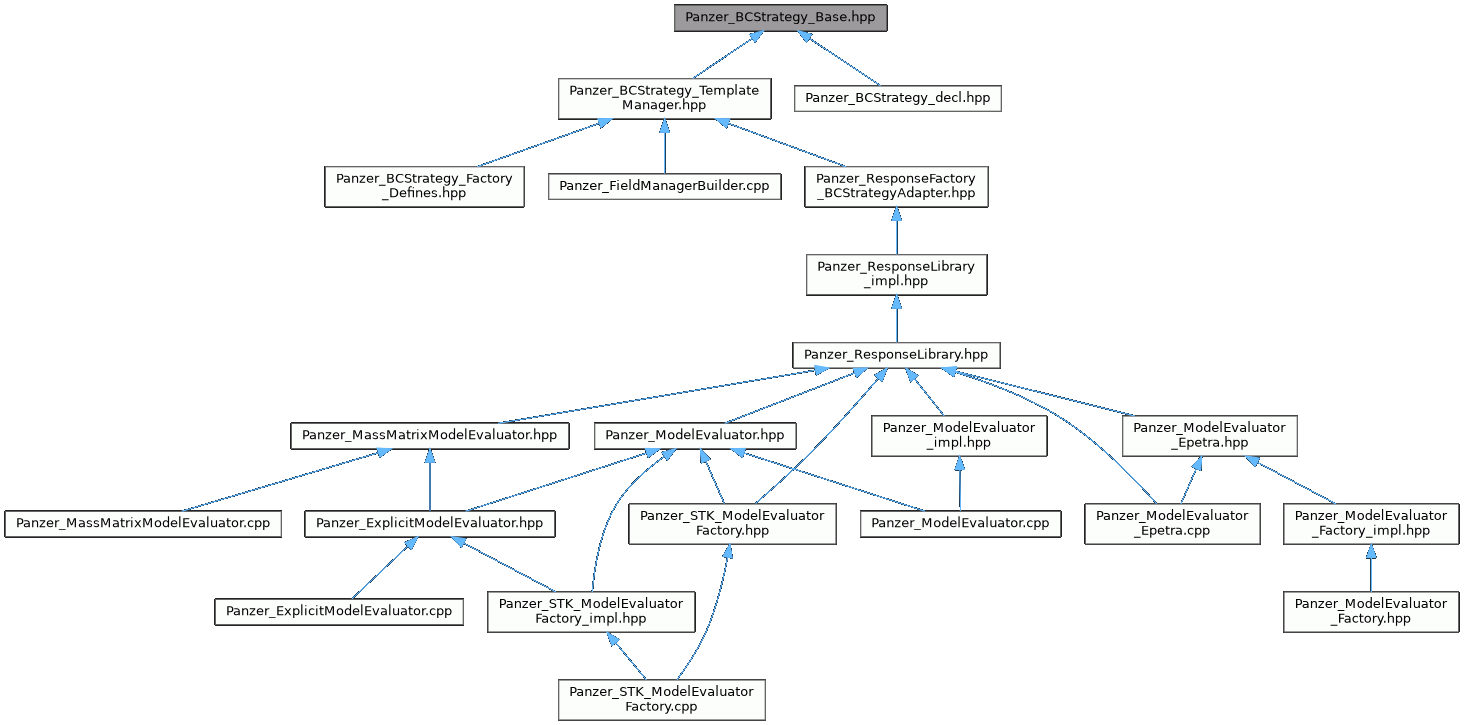 Panzer_BCStrategy_Base.hpp
Panzer_BCStrategy_Template
Manager.hpp
Panzer_BCStrategy_decl.hpp
Panzer_BCStrategy_Factory
_Defines.hpp
Panzer_FieldManagerBuilder.cpp
Panzer_ResponseFactory
_BCStrategyAdapter.hpp
Panzer_ResponseLibrary
_impl.hpp
Panzer_ResponseLibrary.hpp
Panzer_MassMatrixModelEvaluator.hpp
Panzer_ModelEvaluator.hpp
Panzer_ModelEvaluator
_impl.hpp
Panzer_ModelEvaluator
_Epetra.hpp
Panzer_MassMatrixModelEvaluator.cpp
Panzer_ExplicitModelEvaluator.hpp
Panzer_STK_ModelEvaluator
Factory.hpp
Panzer_ModelEvaluator.cpp
Panzer_ModelEvaluator
_Epetra.cpp
Panzer_ModelEvaluator
_Factory_impl.hpp
Panzer_ExplicitModelEvaluator.cpp
Panzer_STK_ModelEvaluator
Factory_impl.hpp
Panzer_ModelEvaluator
_Factory.hpp
Panzer_STK_ModelEvaluator
Factory.cpp